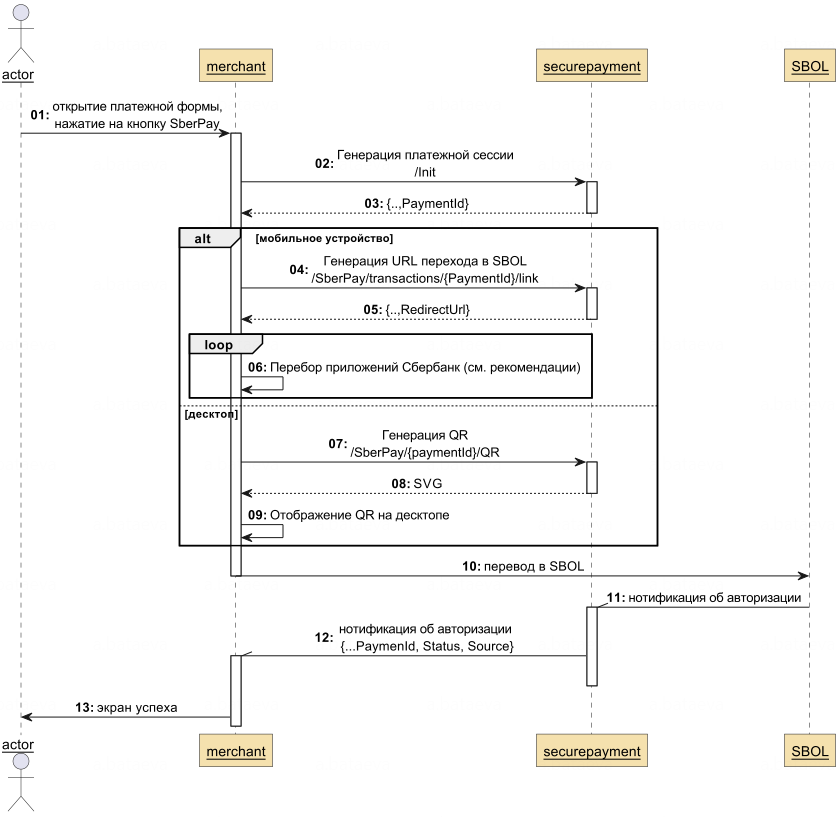 actor
merchant
securepayment
SBOL
01: открытие платежной формы,
нажатие на кнопку SberPay
02: Генерация платежной сессии
/Init
03: {..,PaymentId}
alt [мобильное устройство]
04: Генерация URL перехода в SBOL
/SberPay/transactions/{PaymentId}/link
05: {..,RedirectUrl}
loop
06: Перебор приложений Сбербанк (см. рекомендации)
[десктоп]
07: Генерация QR
/SberPay/{paymentId}/QR
08: SVG
09: Отображение QR на десктопе
10: перевод в SBOL
11: нотификация об авторизации
12: нотификация об авторизации
{...PaymenId, Status, Source}
13: экран успеха
actor
merchant
securepayment
SBOL